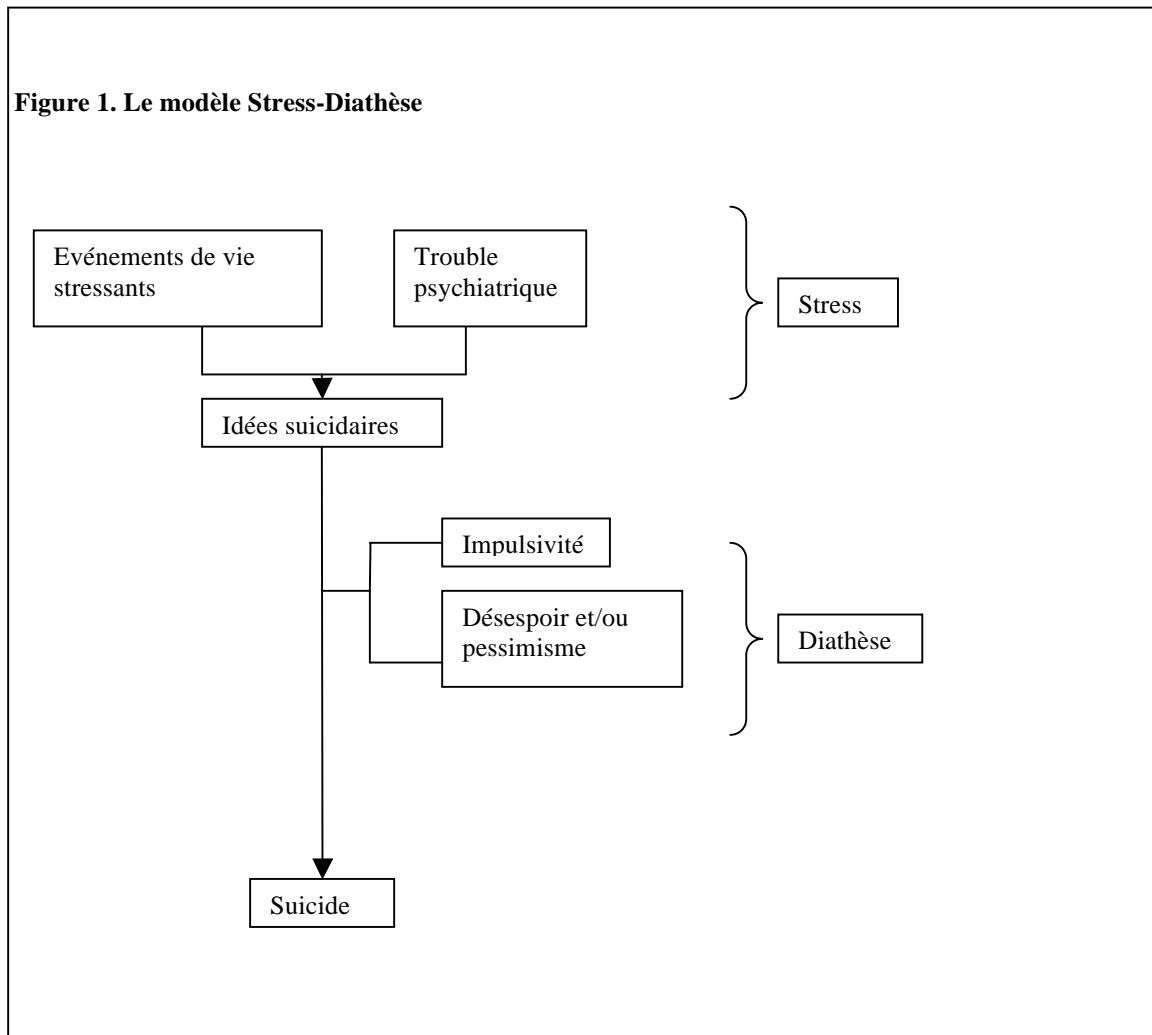 Figure 1. Le modèle Stress-Diathèse
Evénements de vie
stressants
Trouble
psychiatrique
Stress
Idées suicidaires
Impulsivité
Désespoir et/ou
pessimisme
Diathèse
Suicide